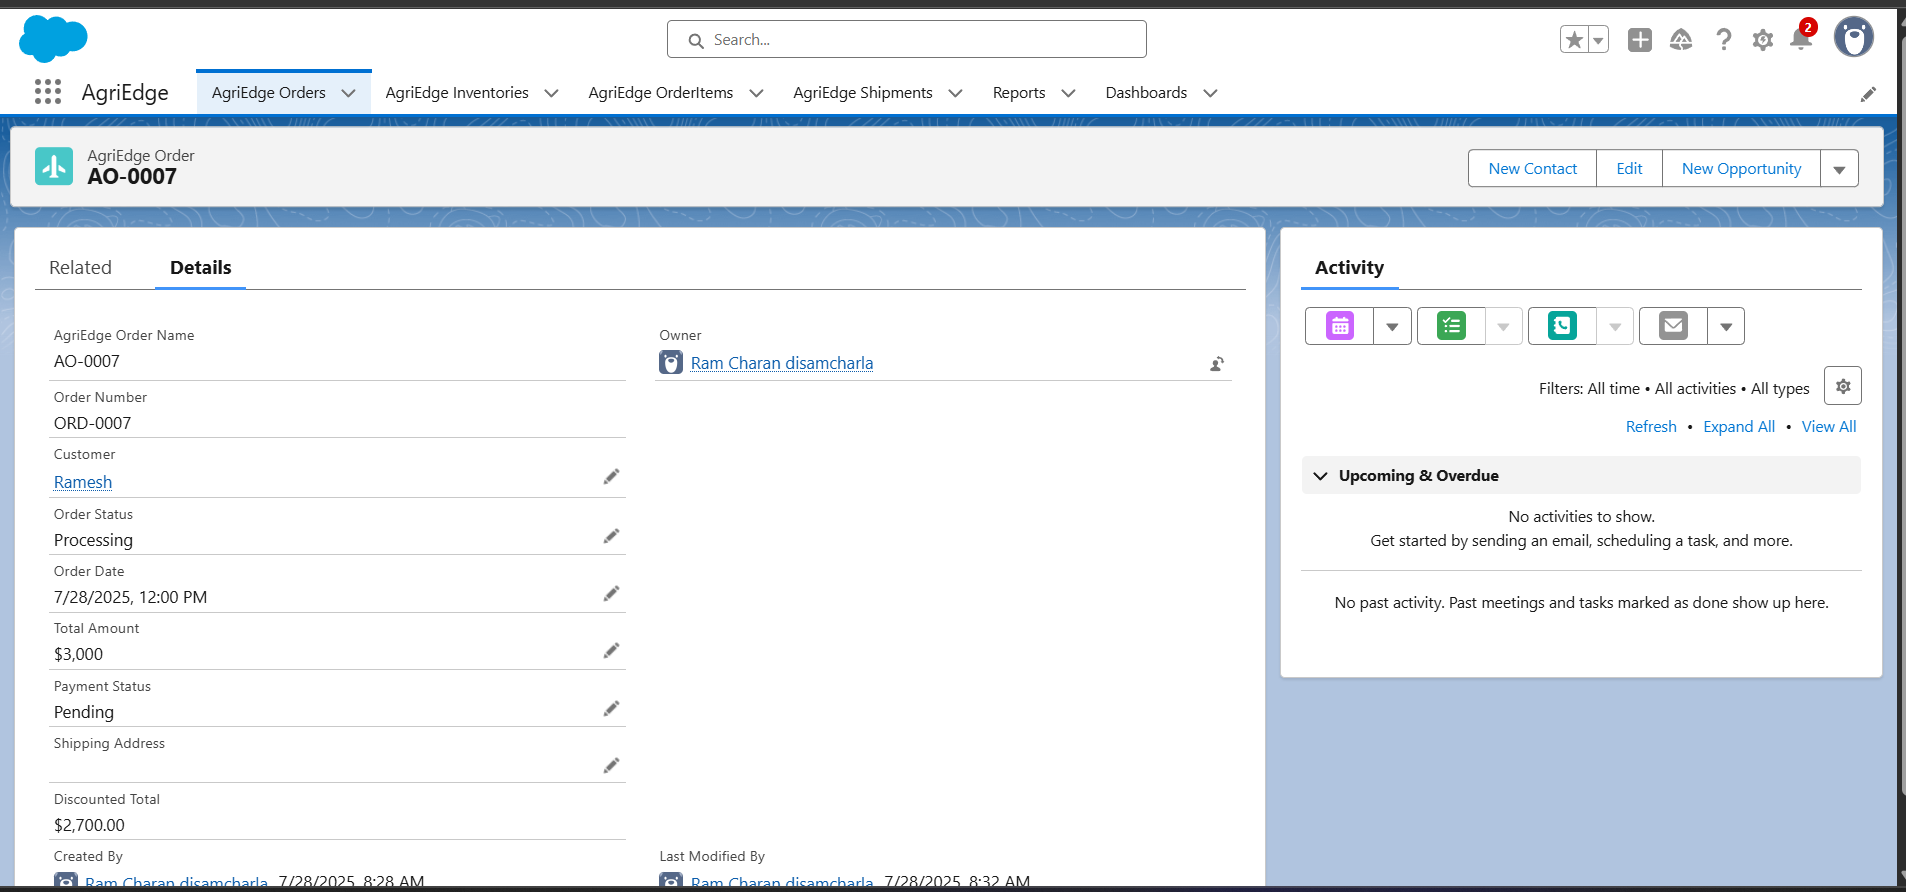 Search...
2
AgriEdge
AgriEdge Orders
AgriEdge Inventories
AgriEdge OrderItems
AgriEdge Shipments
Reports
Dashboards
AgriEdge Order
AO-0007
New Contact
Edit
New Opportunity
Related
Details
AgriEdge Order Name
AO-0007
Owner
Ram Charan disamcharla
Order Number
ORD-0007
Customer
Ramesh
Order Status
Processing
Order Date
7/28/2025, 12:00 PM
Total Amount
$3,000
Payment Status
Pending
Shipping Address
Discounted Total
$2,700.00
Created By
Ram Charan disamcharla, 7/28/2025, 8:28 AM
Last Modified By
Ram Charan disamcharla, 7/28/2025, 8:32 AM
Activity
Filters: All time • All activities • All types
Refresh • Expand All • View All
Upcoming & Overdue
No activities to show.
Get started by sending an email, scheduling a task, and more.
No past activity. Past meetings and tasks marked as done show up here.